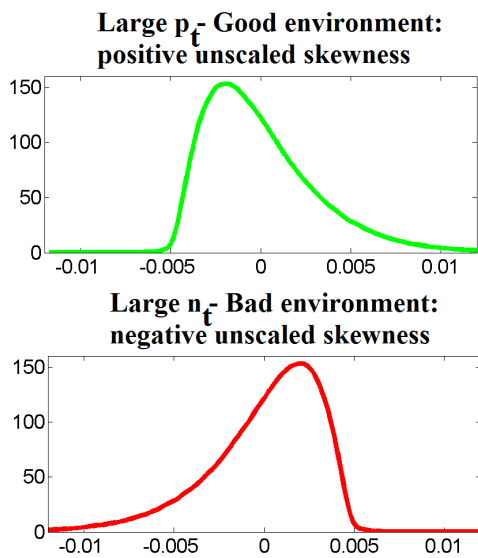 Large pt- Good environment:
positive unscaled skewness
150
100
50
0
-0.01 -0.005 0 0.005 0.01
Large nt- Bad environment:
negative unscaled skewness
150
100
50
0
-0.01 -0.005 0 0.005 0.01